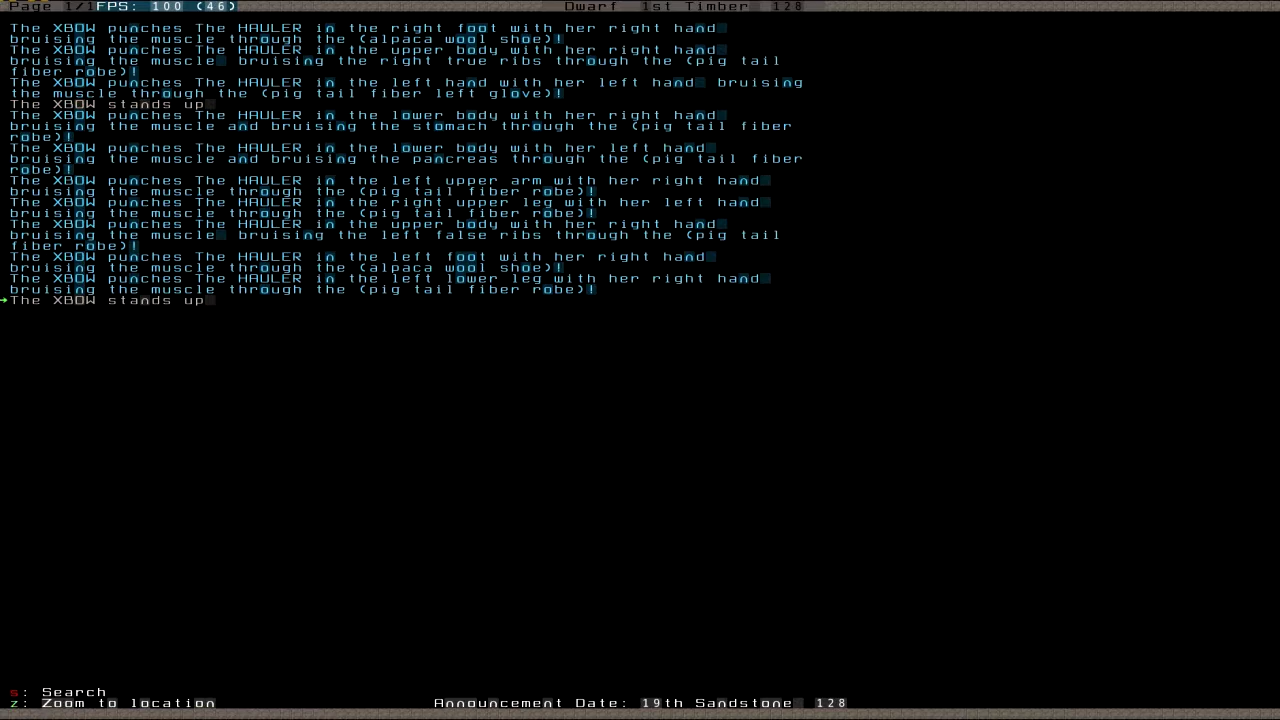 Page 1/1 FPS: 100 (46) Dwarf 1st Timber 128
The XBOW punches The HAULER in the right foot with her right hand
bruising the muscle through the (alpaca wool shoe)!
The XBOW punches The HAULER in the upper body with her right hand
bruising the muscle bruising the right true ribs through the (pig tail
fiber robe)!
The XBOW punches The HAULER in the left hand with her left hand bruising
the muscle through the (pig tail fiber left glove)!
The XBOW stands up
The XBOW punches The HAULER in the lower body with her right hand
bruising the muscle and bruising the stomach through the (pig tail fiber
robe)!
The XBOW punches The HAULER in the lower body with her left hand
bruising the muscle and bruising the pancreas through the (pig tail fiber
robe)!
The XBOW punches The HAULER in the left upper arm with her right hand
bruising the muscle through the (pig tail fiber robe)!
The XBOW punches The HAULER in the right upper leg with her left hand
bruising the muscle through the (pig tail fiber robe)!
The XBOW punches The HAULER in the upper body with her right hand
bruising the muscle bruising the left false ribs through the (pig tail
fiber robe)!
The XBOW punches The HAULER in the left foot with her right hand
bruising the muscle through the (alpaca wool shoe)!
The XBOW punches The HAULER in the left lower leg with her right hand
bruising the muscle through the (pig tail fiber robe)!
The XBOW stands up
s: Search
z: Zoom to location Announcement Date: 19th Sandstone 128